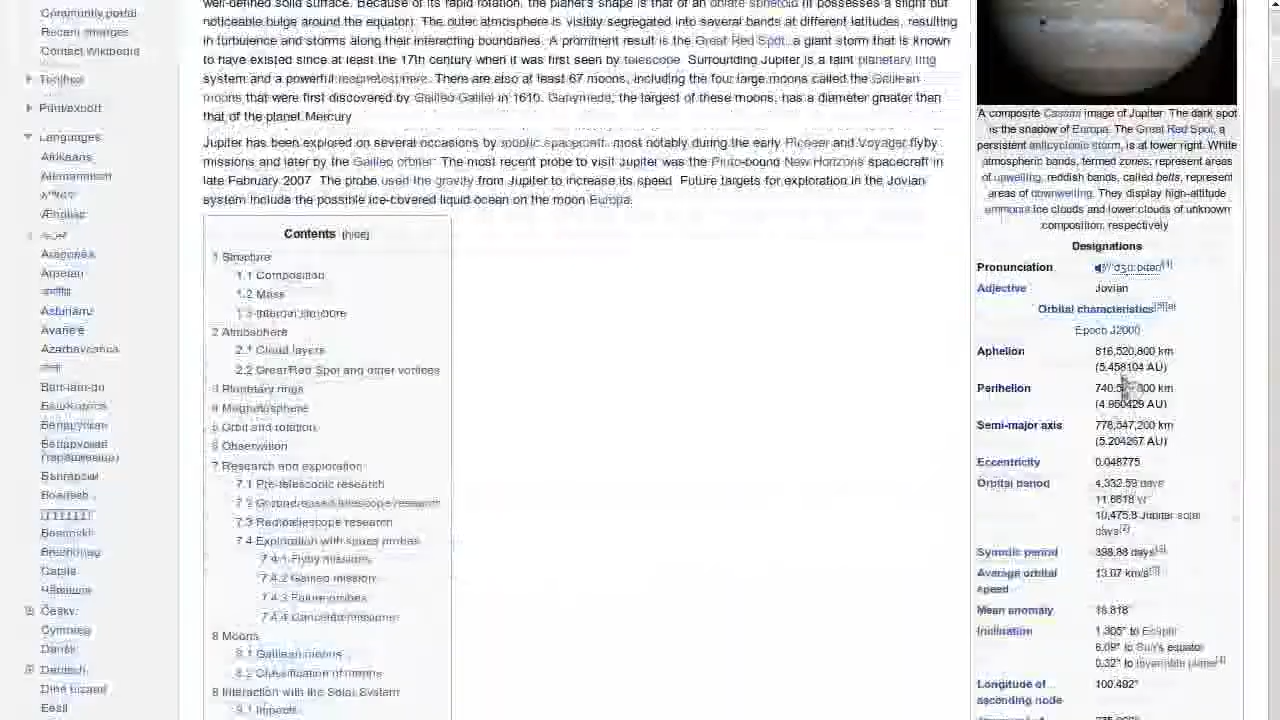 Community portal
Recent changes
Contact Wikipedia
Toolbox
Print/export
Languages
Afrikaans
Alemannisch
Ænglisc
Aragonés
Asturianu
Azərbaycanca
Bân-lâm-gú
Башҡортса
Беларуская
Беларуская
(тарашкевіца)
Български
Boarisch
Bosanski
Brezhoneg
Català
Чӑвашла
Česky
Cymraeg
Dansk
Deutsch
Eesti
well-defined solid surface. Because of its rapid rotation, the planet's shape is that of an oblate spheroid (it possesses a slight but
noticeable bulge around the equator). The outer atmosphere is visibly segregated into several bands at different latitudes, resulting
in turbulence and storms along their interacting boundaries. A prominent result is the Great Red Spot, a giant storm that is known
to have existed since at least the 17th century when it was first seen by telescope. Surrounding Jupiter is a faint planetary ring
system and a powerful magnetosphere. There are also at least 67 moons, including the four large moons called the Galilean
moons that were first discovered by Galileo Galilei in 1610. Ganymede, the largest of these moons, has a diameter greater than
that of the planet Mercury
Jupiter has been explored on several occasions by robotic spacecraft, most notably during the early Pioneer and Voyager flyby
missions and later by the Galileo orbiter. The most recent probe to visit Jupiter was the Pluto-bound New Horizons spacecraft in
late February 2007. The probe used the gravity from Jupiter to increase its speed. Future targets for exploration in the Jovian
system include the possible ice-covered liquid ocean on the moon Europa.
Contents [hide]
1 Structure
1.1 Composition
1.2 Mass
1.3 Internal structure
2 Atmosphere
2.1 Cloud layers
2.2 Great Red Spot and other vortices
3 Planetary rings
4 Magnetosphere
5 Orbit and rotation
6 Observation
7 Research and exploration
7.1 Pre-telescopic research
7.2 Ground-based telescope research
7.3 Radiotelescope research
7.4 Exploration with space probes
7.4.1 Flyby missions
7.4.2 Galileo mission
7.4.3 Future probes
7.4.4 Canceled missions
8 Moons
8.1 Galilean moons
8.2 Classification of moons
9 Interaction with the Solar System
9.1 Impacts
A composite Cassini image of Jupiter. The dark spot
is the shadow of Europa. The Great Red Spot, a
persistent anticyclonic storm, is at lower right. White
atmospheric bands, termed zones, represent areas
of upwelling; reddish bands, called belts, represent
areas of downwelling. They display high-altitude
ammonia ice clouds and lower clouds of unknown
composition, respectively
Designations
Pronunciation
Adjective Jovian
Orbital characteristics
Epoch J2000
Aphelion 816,520,800 km
(5.458104 AU)
Perihelion km
(4.950429 AU)
Semi-major axis 778,547,200 km
(5.204267 AU)
Eccentricity 0.048775
Orbital period 4,332.59 days
11.8618 yr
10,475.8 Jupiter solar
days[2]
Synodic period 398.88 days
Average orbital speed 13.07 km/s
Mean anomaly 18.818°
Inclination 1.305° to Ecliptic
6.09° to Sun's equator
0.32° to Invariable plane
Longitude of ascending node 100.492°